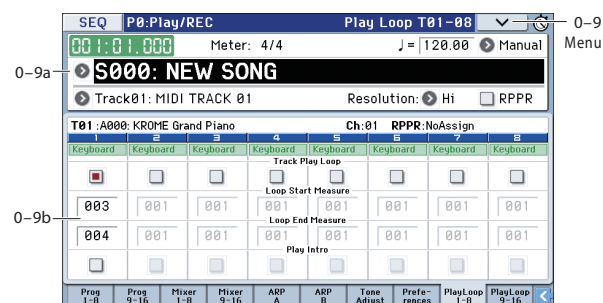 SEQ P0:Play/REC Play Loop T01-08
0–9 Menu
001:01.000 Meter: 4/4 ♩= 120.00 Manual
0–9a
S000: NEW SONG
Track01: MIDI TRACK 01 Resolution: Hi RPPR
T01:A000: KROME Grand Piano Ch:01 RPPR:NoAssign
1 2 3 4 5 6 7 8
Keyboard Keyboard Keyboard Keyboard Keyboard Keyboard Keyboard Keyboard
Track Play Loop
Loop Start Measure
003 001 001 001 001 001 001 001
0–9b
Loop End Measure
004 001 001 001 001 001 001 001
Play Intro
Prog 1-8 Prog 9-16 Mixer 1-8 Mixer 9-16 ARP A ARP B Tone Adjust Prefe-rences PlayLoop 1-8 PlayLoop 9-16